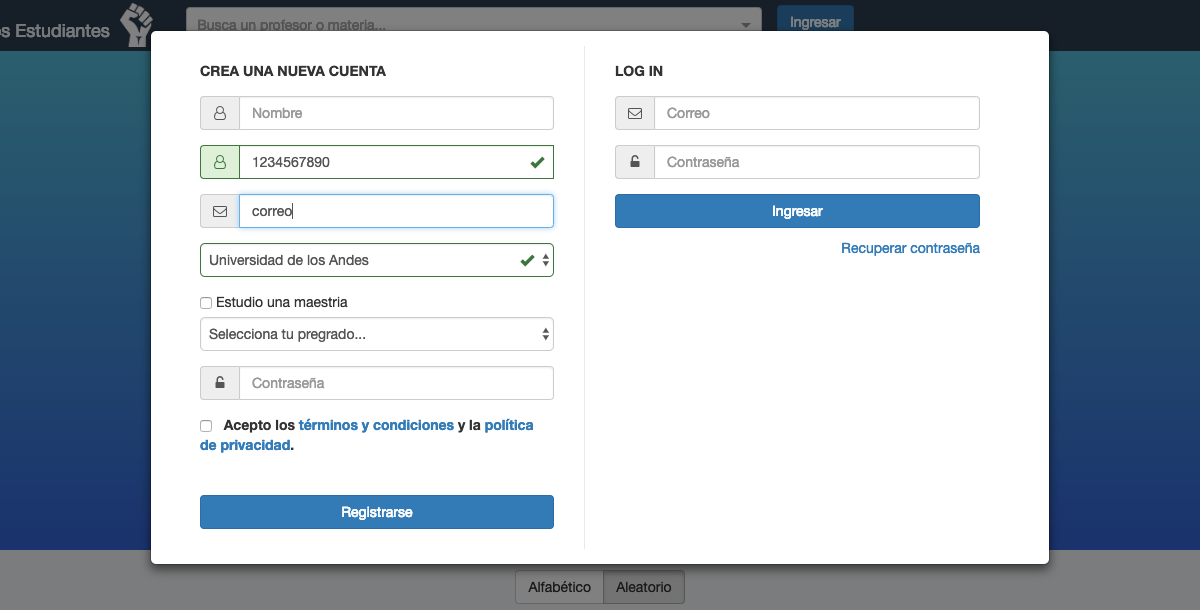 s Estudiantes
Busca un profesor o materia...
Ingresar
CREA UNA NUEVA CUENTA
Nombre
1234567890
correo
Universidad de los Andes
Estudio una maestria
Selecciona tu pregrado...
Contraseña
Acepto los términos y condiciones y la política
de privacidad.
Registrarse
LOG IN
Correo
Contraseña
Ingresar
Recuperar contraseña
Alfabético
Aleatorio